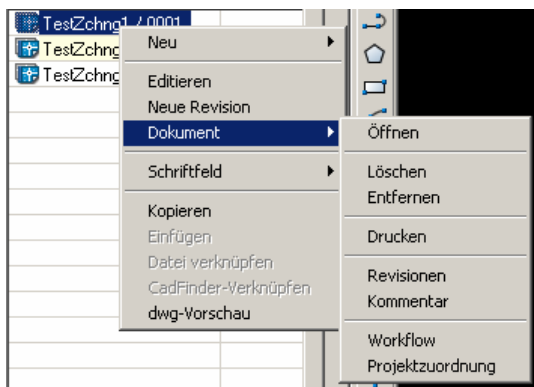 TestZchng1 / 0001
TestZchng
TestZchng
Neu
Editieren
Neue Revision
Dokument
Schriftfeld
Kopieren
Einfügen
Datei verknüpfen
CadFinder-Verknüpfen
dwg-Vorschau
Öffnen
Löschen
Entfernen
Drucken
Revisionen
Kommentar
Workflow
Projektzuordnung